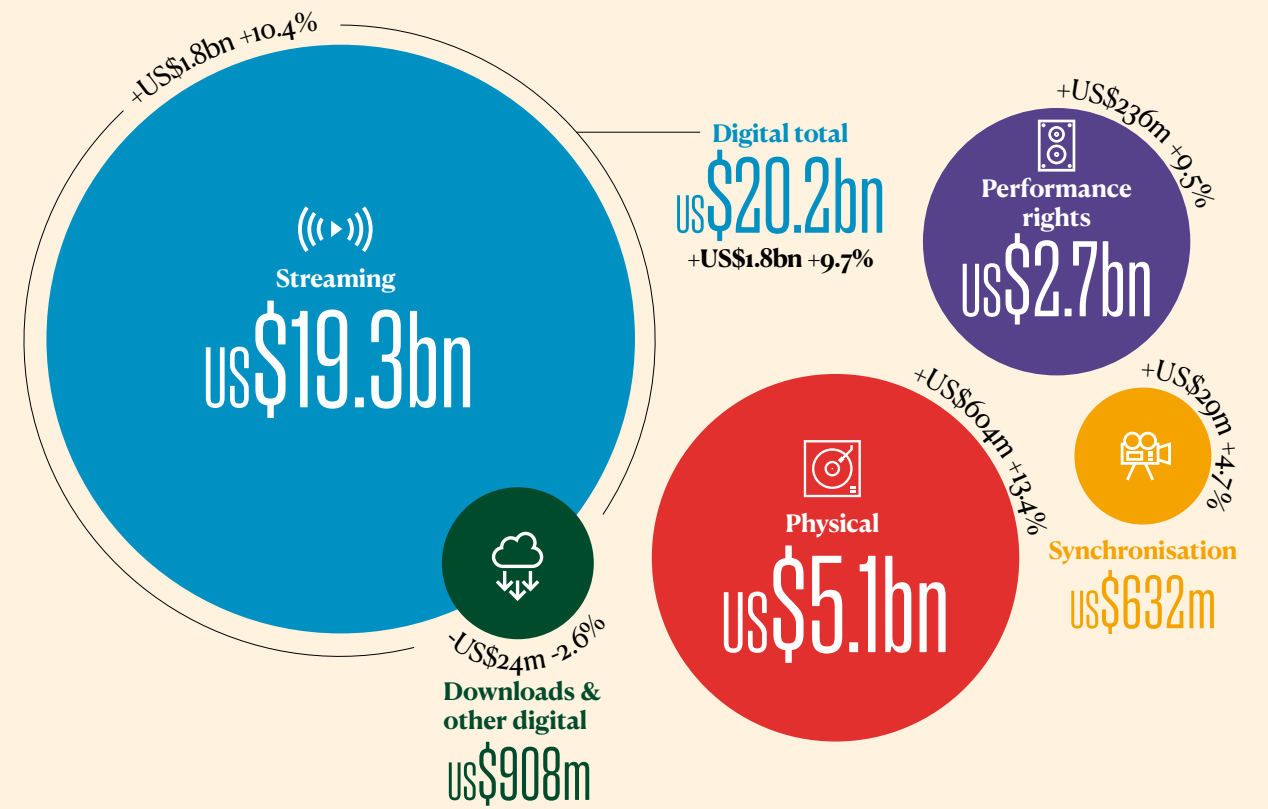 +US$1.8bn +10.4%
Streaming
US$19.3bn
Digital total
US$20.2bn
+US$1.8bn +9.7%
+US$236m +9.5%
Performance
rights
US$2.7bn
+US$604m +13.4%
Physical
US$5.1bn
+US$29m +4.7%
Synchronisation
US$632m
-US$24m -2.6%
Downloads &
other digital
US$908m